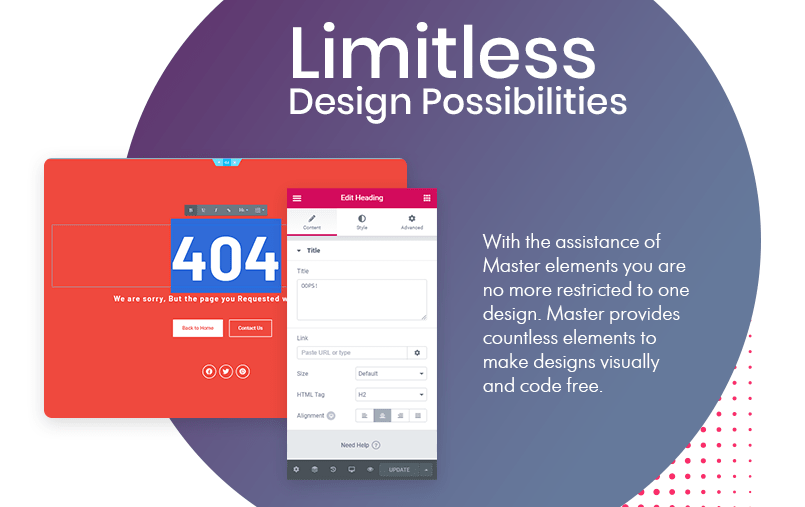 Limitless
Design Possibilities
B U I
404
We are sorry, But the page you Requested w
Back to Home
Contact Us
Edit Heading
Content
Style
Advanced
Title
Title
OOPS!
Link
Paste URL or type
Size
Default
HTML Tag
H2
Alignment
Need Help ?
UPDATE
With the assistance of
Master elements you are
no more restricted to one
design. Master provides
countless elements to
make designs visually
and code free.